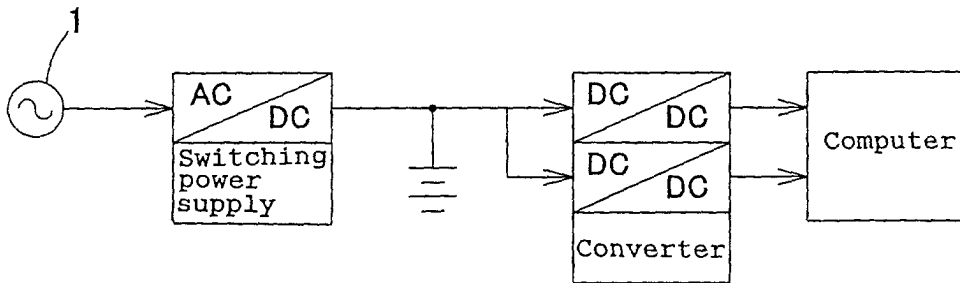 1
AC
DC
Switching
power
supply
DC
DC
DC
DC
Converter
Computer